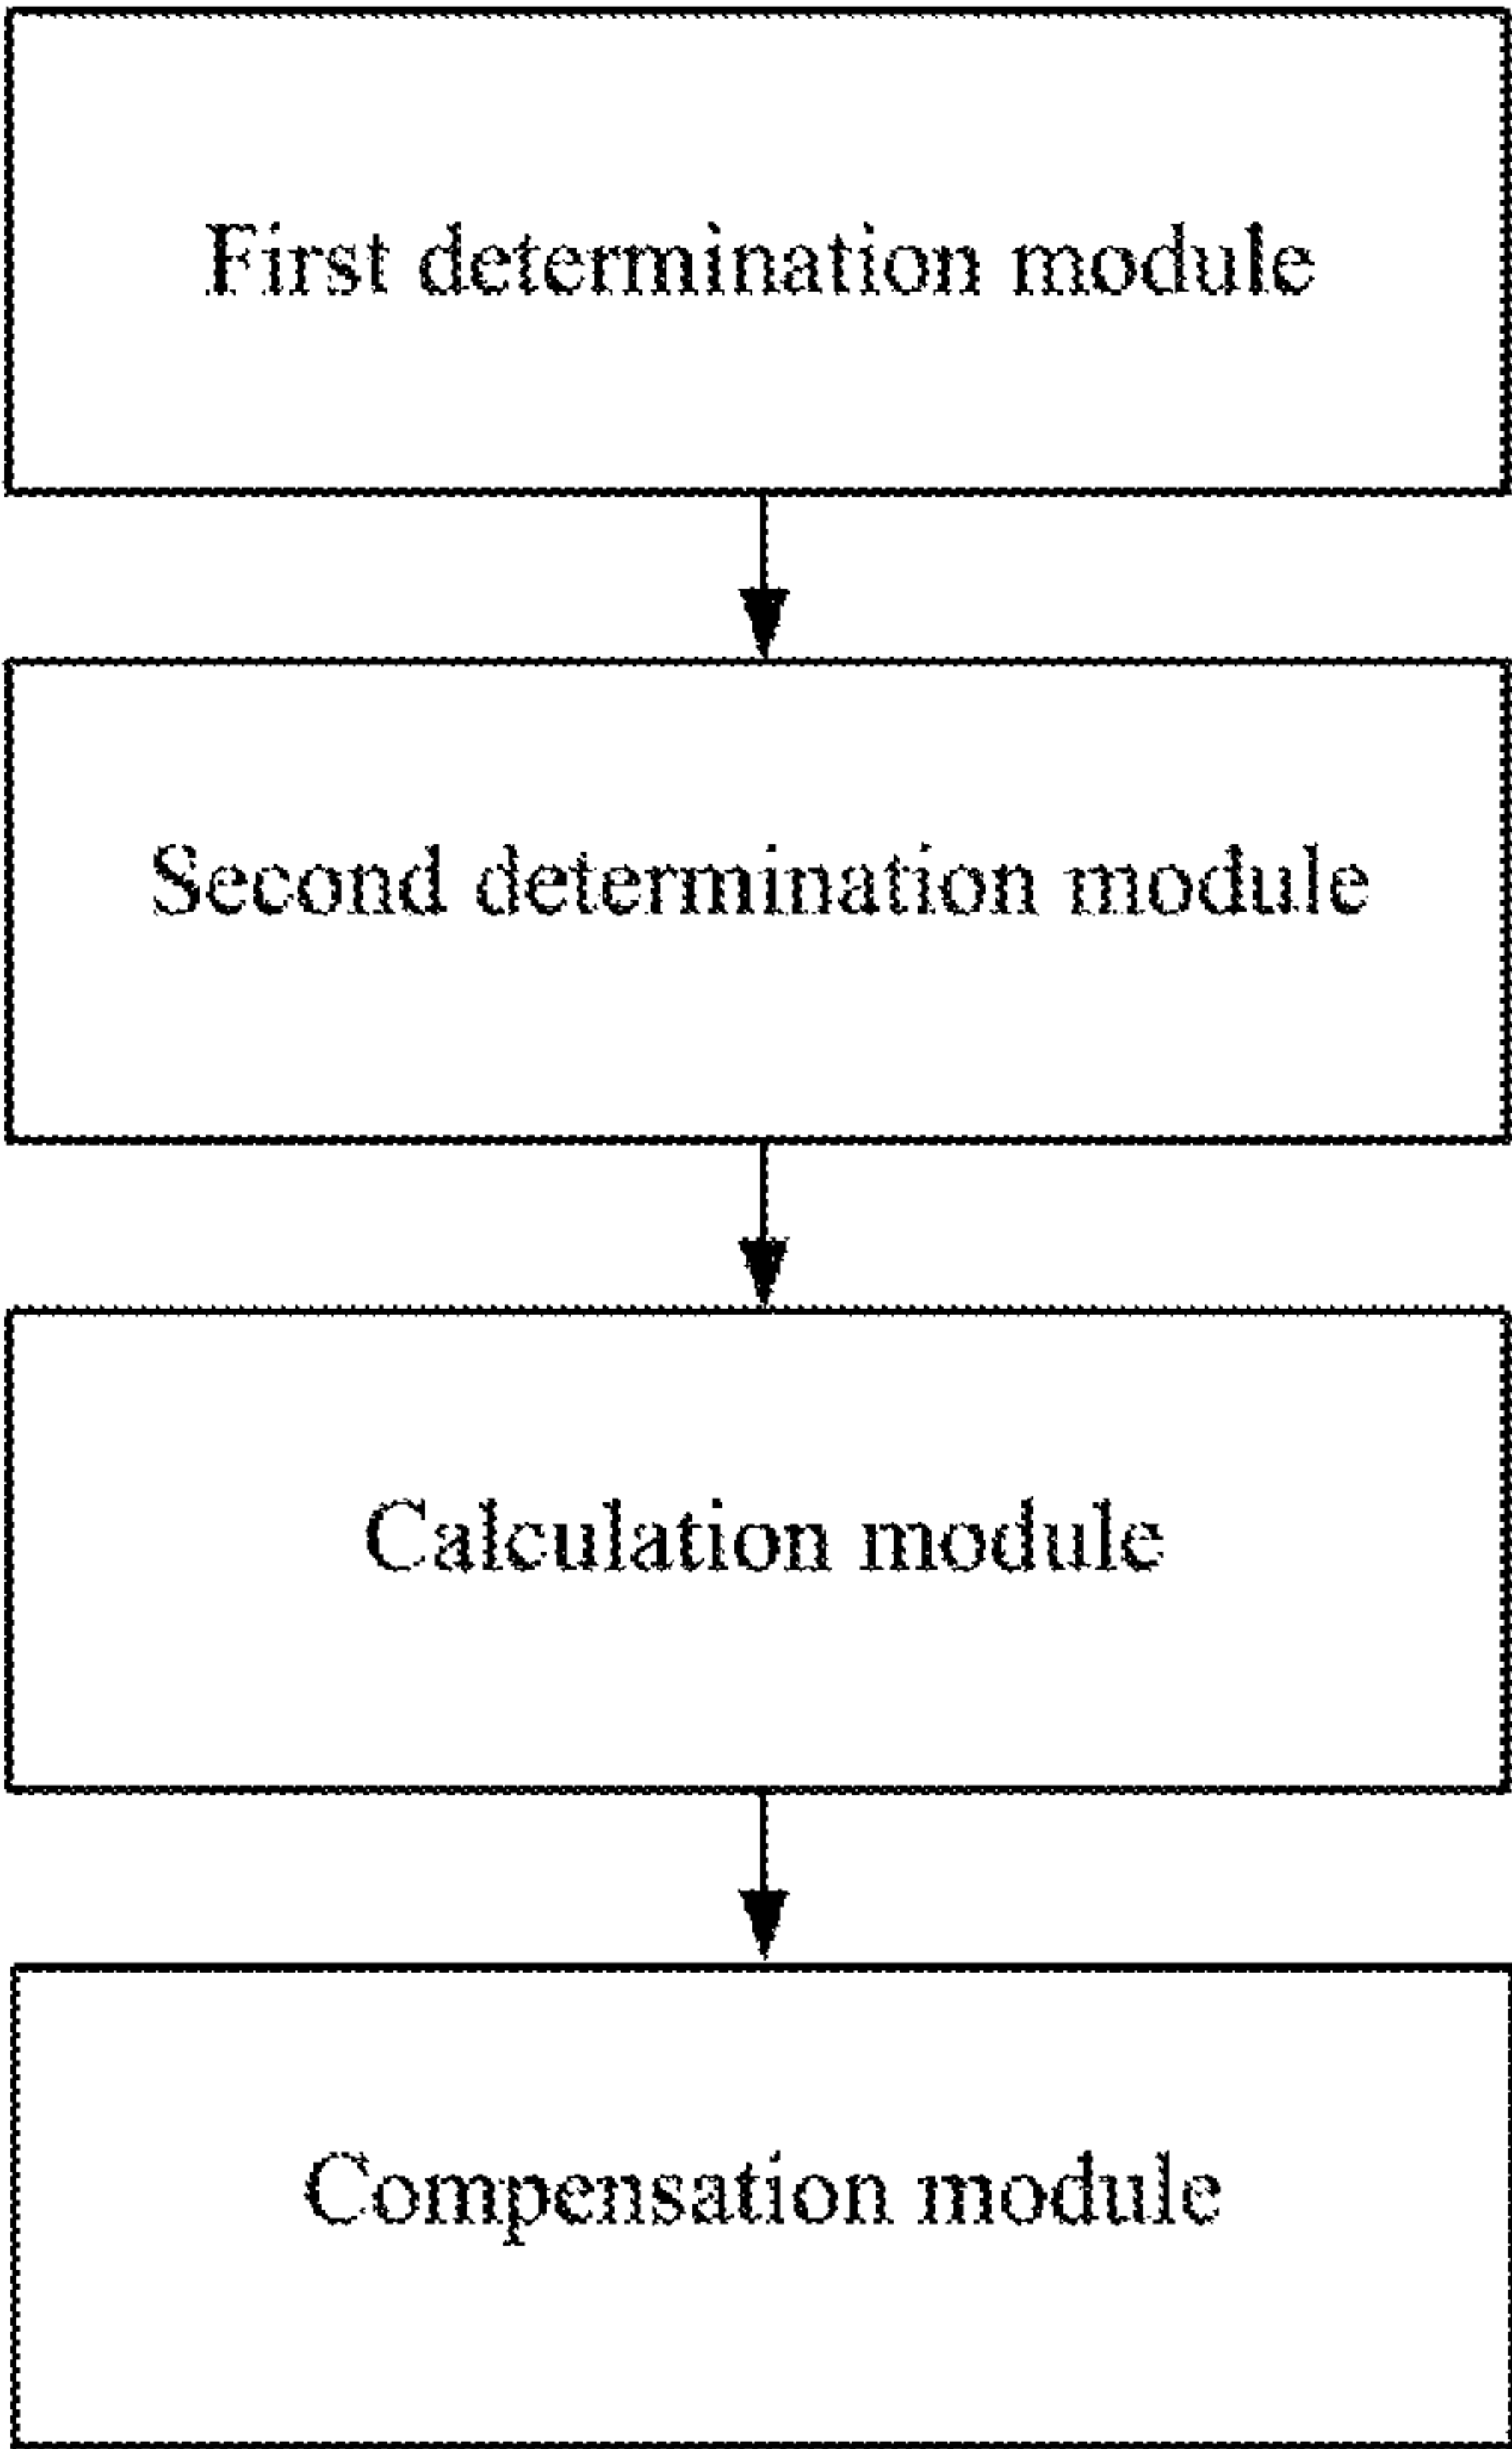 First determination module
Second determination module
Calculation module
Compensation module